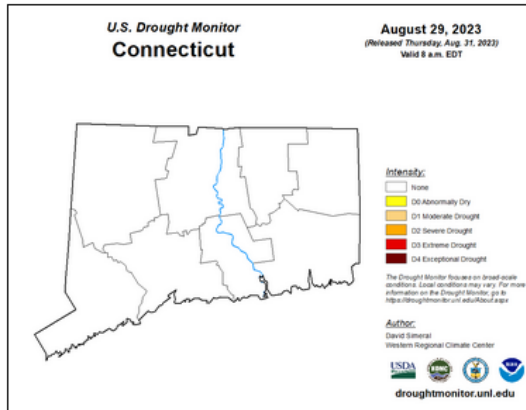 U.S. Drought Monitor
Connecticut
August 29, 2023
(Released Thursday, Aug. 31, 2023)
Valid 8 a.m. EDT
Intensity:
None
D0 Abnormally Dry
D1 Moderate Drought
D2 Severe Drought
D3 Extreme Drought
D4 Exceptional Drought
The Drought Monitor focuses on broad-scale
conditions. Local conditions may vary. For more
information on the Drought Monitor, go to
https://droughtmonitor.unl.edu/About.aspx
Author:
David Simeral
Western Regional Climate Center
USDA
NDMC
droughtmonitor.unl.edu